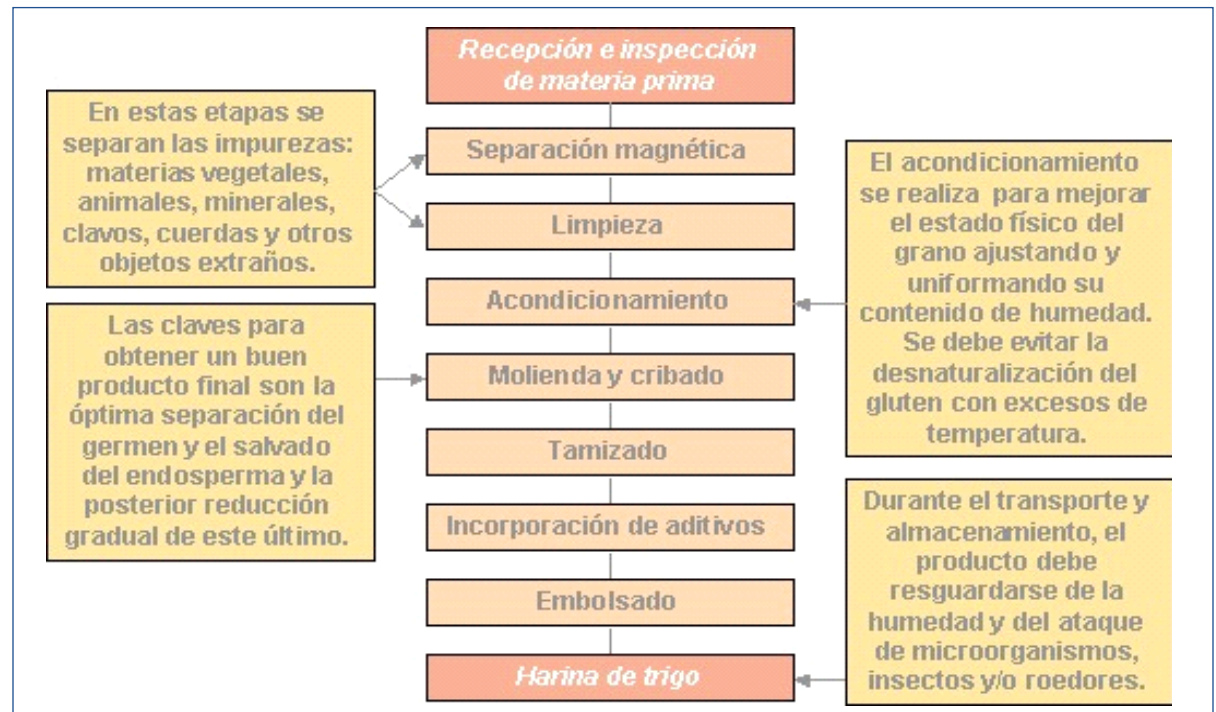 Recepción e inspección
de materia prima
En estas etapas se
separan las impurezas:
materias vegetales,
animales, minerales,
clavos, cuerdas y otros
objetos extraños.
Separación magnética
Limpieza
El acondicionamiento
se realiza para mejorar
el estado físico del
grano ajustando y
uniformando su
contenido de humedad.
Se debe evitar la
desnaturalización del
gluten con excesos de
temperatura.
Acondicionamiento
Las claves para
obtener un buen
producto final son la
óptima separación del
germen y el salvado
del endosperma y la
posterior reducción
gradual de este último.
Molienda y cribado
Tamizado
Incorporación de aditivos
Embolsado
Durante el transporte y
almacenamiento, el
producto debe
resguardarse de la
humedad y del ataque
de microorganismos,
insectos y/o roedores.
Harina de trigo